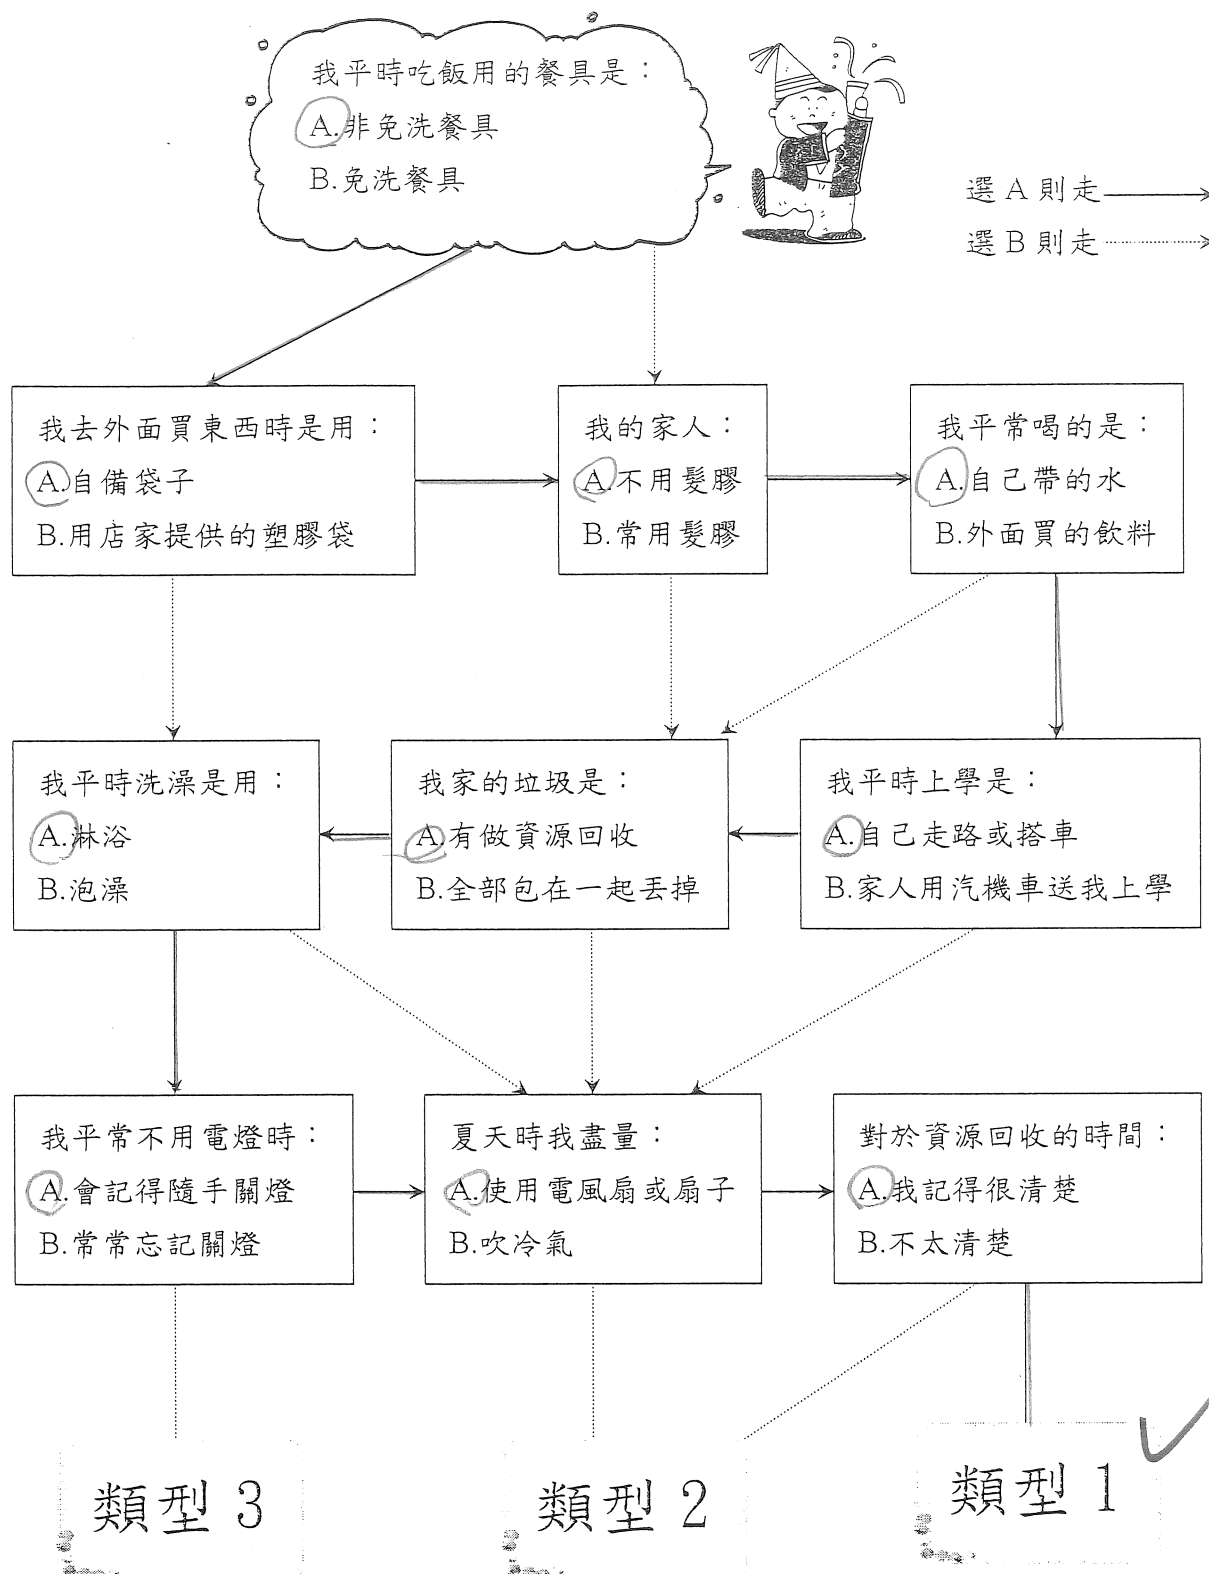 我平時吃飯用的餐具是：
A.非免洗餐具
B.免洗餐具
選A則走
選B則走
我去外面買東西時是用：
A.自備袋子
B.用店家提供的塑膠袋
我的家人：
A.不用髮膠
B.常用髮膠
我平常喝的是：
A.自己帶的水
B.外面買的飲料
我平時洗澡是用：
A.淋浴
B.泡澡
我家的垃圾是：
A.有做資源回收
B.全部包在一起丟掉
我平時上學是：
A.自己走路或搭車
B.家人用汽機車送我上學
我平常不用電燈時：
A.會記得隨手關燈
B.常常忘記關燈
夏天時我盡量：
A.使用電風扇或扇子
B.吹冷氣
對於資源回收的時間：
A.我記得很清楚
B.不太清楚
類型3
類型2
類型1